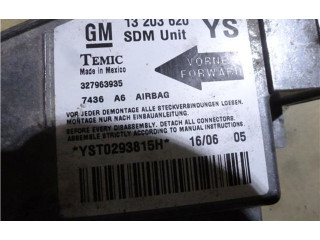 GM 13 203 620 YS
SDM Unit
TEMIC
Made in Mexico
VORNE
FORWARD
327963935
7436 A6 AIRBAG
VOR JEDER DEMONTAGE ALLE STECKVERBINDUNGEN LOESEN.
MONTAGE NUR NACH EINBAUANLEITUNG!
BEFORE EVERY DISASSEMBLY, DETACH ALL CONNECTORS.
ASSEMBLE STRICTLY ACCORDING TO MANUAL INSTRUCTIONS.
*YST0293815H* 16/06 05